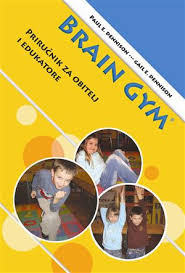 PAUL E. DENNISON -- GAIL E. DENNISON
BRAIN GYM®
PRIRUČNIK ZA OBITELJ
I EDUKATORE